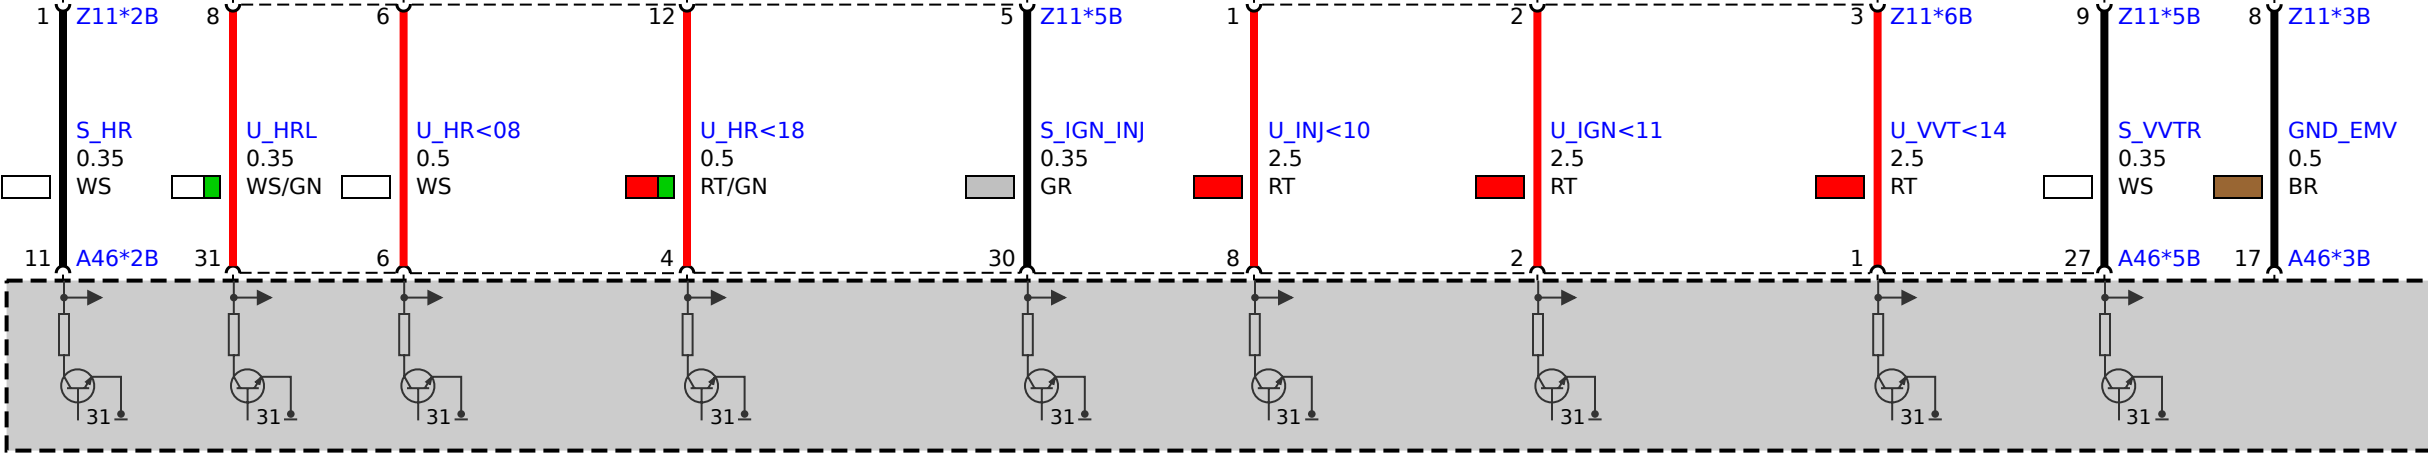 1 Z11*2B 8 6 12 5 Z11*5B 1 2 3 Z11*6B 9 Z11*5B 8 Z11*3B
S_HR U_HRL U_HR<08 U_HR<18 S_IGN_INJ U_INJ<10 U_IGN<11 U_VVT<14 S_VVTR GND_EMV
0.35 0.35 0.5 0.5 0.35 2.5 2.5 2.5 0.35 0.5
WS WS/GN WS RT/GN GR RT RT RT WS BR
11 A46*2B 31 6 4 30 8 2 1 27 A46*5B 17 A46*3B
31 31 31 31 31 31 31 31 31